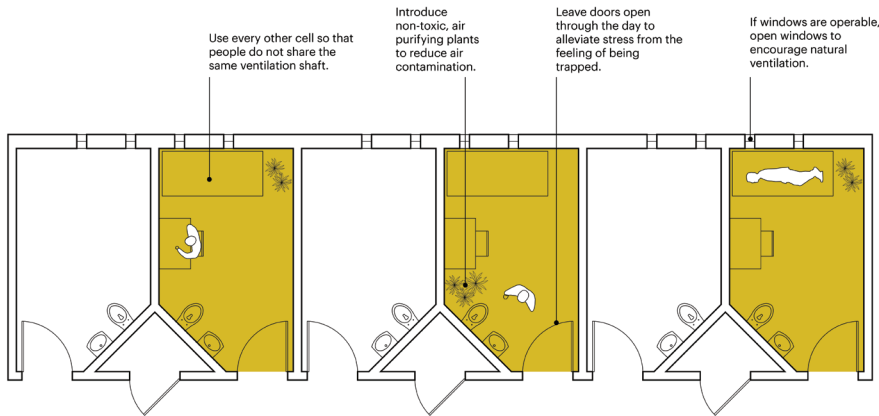 Use every other cell so that
people do not share the
same ventilation shaft.
Introduce
non-toxic, air
purifying plants
to reduce air
contamination.
Leave doors open
through the day to
alleviate stress from the
feeling of being
trapped.
If windows are operable,
open windows to
encourage natural
ventilation.